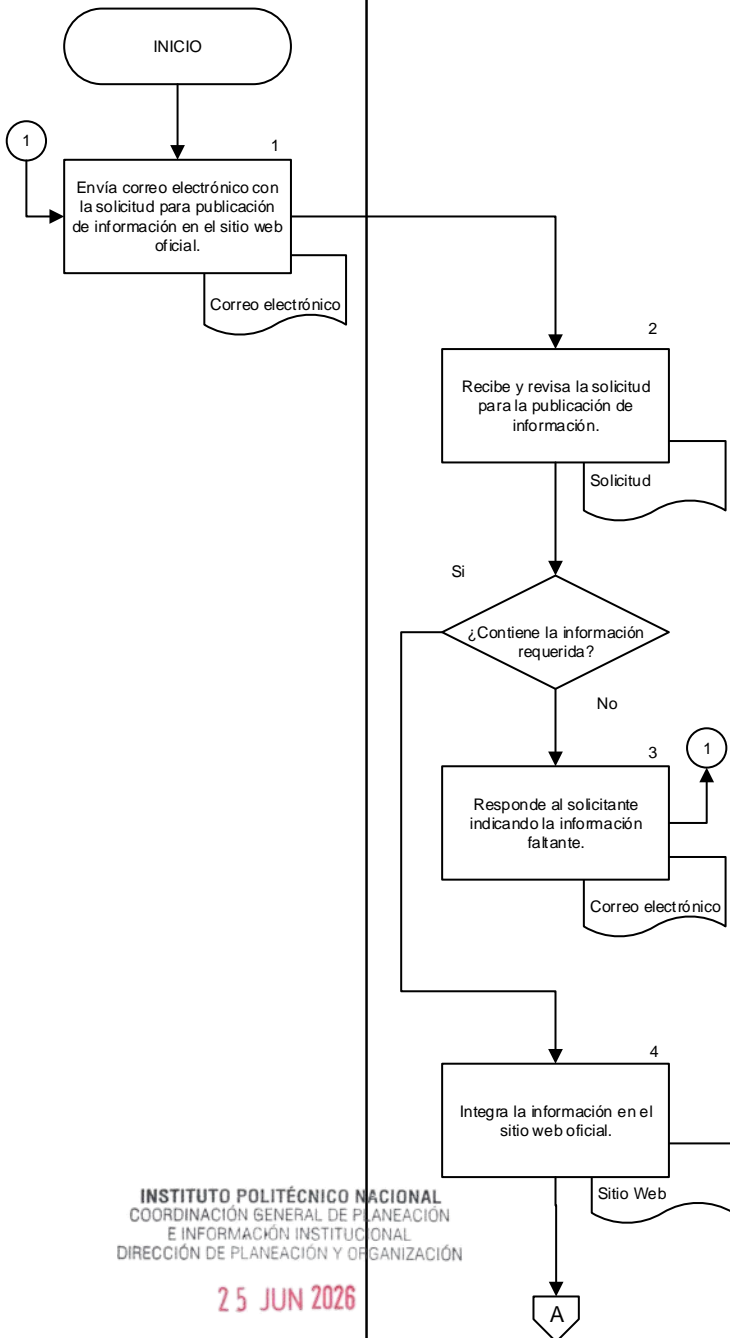 INICIO
1
1
Envía correo electrónico con
la solicitud para publicación
de información en el sitio web
oficial.
Correo electrónico
2
Recibe y revisa la solicitud
para la publicación de
información.
Solicitud
Si
¿Contiene la información
requerida?
No
3
1
Responde al solicitante
indicando la información
faltante.
Correo electrónico
4
Integra la información en el
sitio web oficial.
Sitio Web
INSTITUTO POLITÉCNICO NACIONAL
COORDINACIÓN GENERAL DE PLANEACIÓN
E INFORMACIÓN INSTITUCIONAL
DIRECCIÓN DE PLANEACIÓN Y ORGANIZACIÓN
25 JUN 2026
A